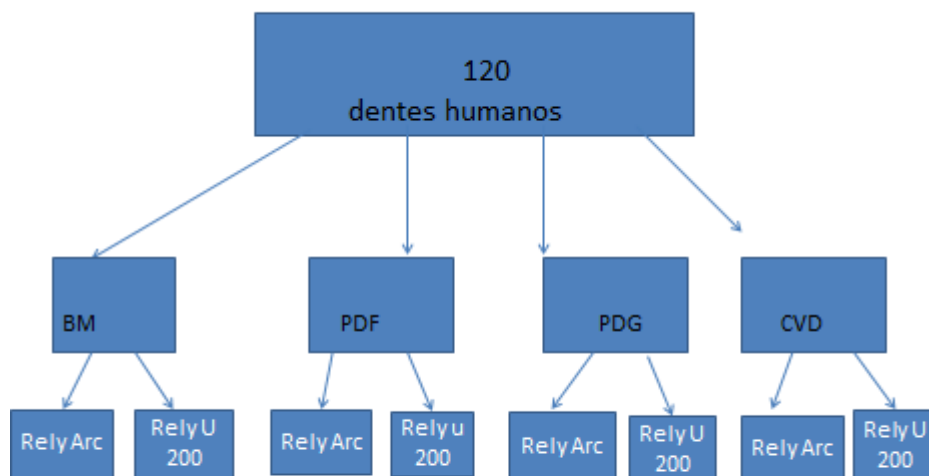 120
dentes humanos
BM
PDF
PDG
CVD
Rely Arc
Rely U
200
Rely Arc
Rely u
200
Rely Arc
Rely U
200
Rely Arc
Rely U
200